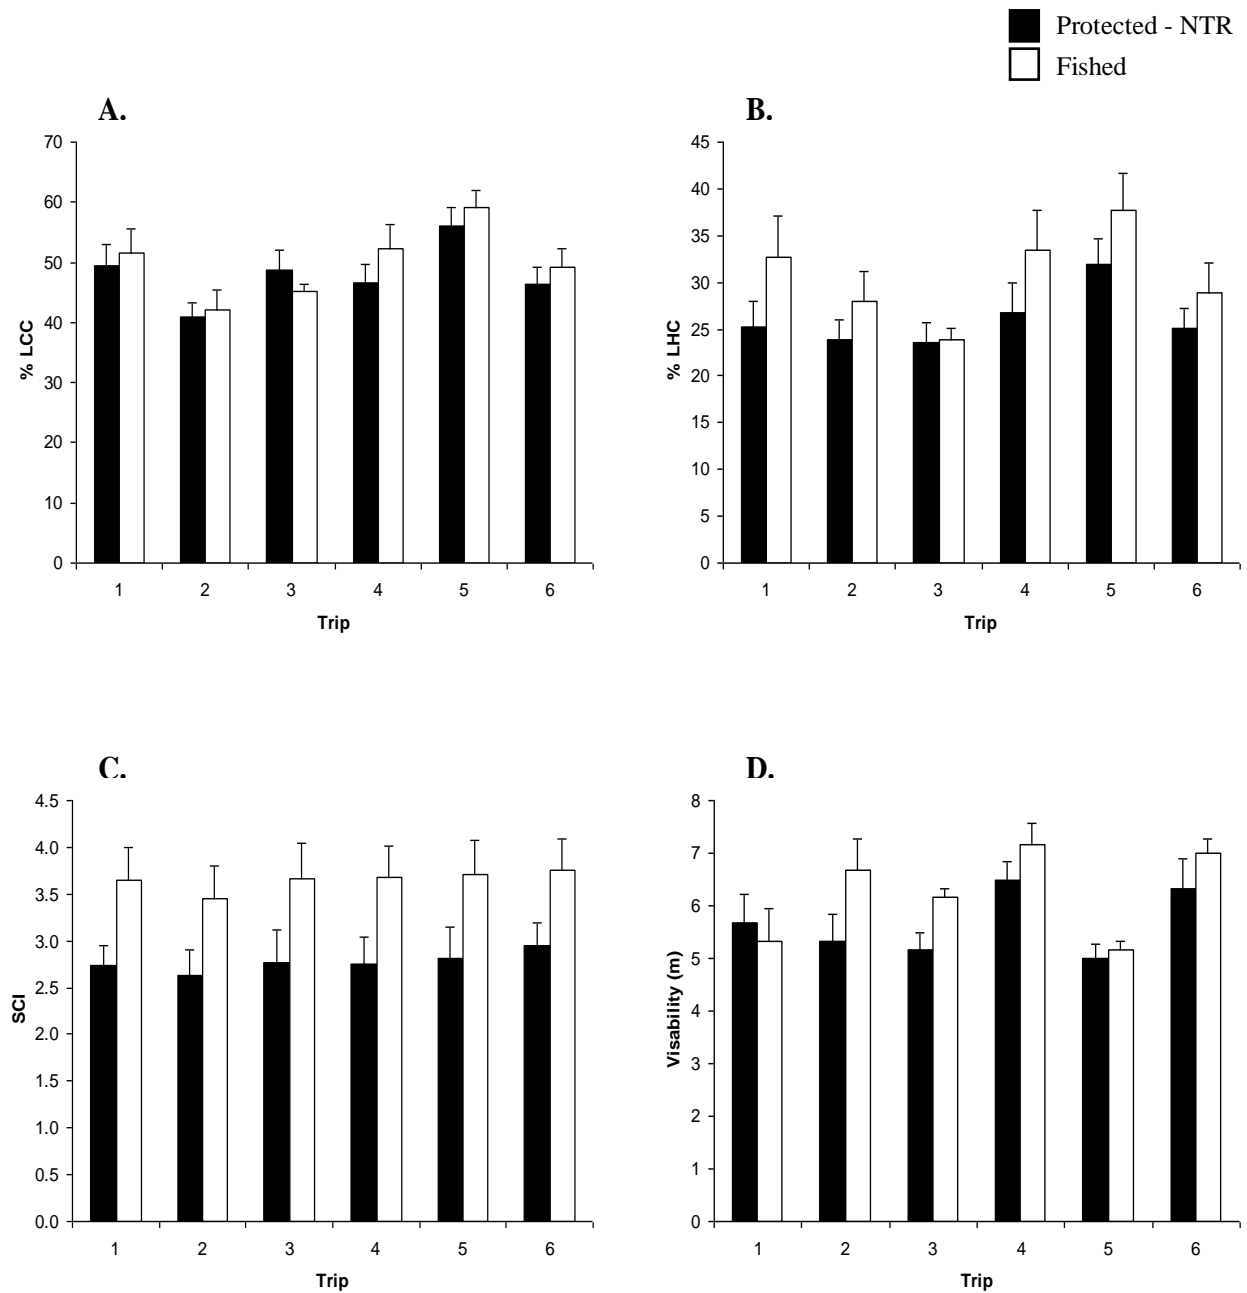 Protected - NTR
Fished
A.
70
60
50
40
30
20
10
0
% LCC
1 2 3 4 5 6
Trip
B.
45
40
35
30
25
20
15
10
5
0
% LHC
1 2 3 4 5 6
Trip
C.
4.5
4.0
3.5
3.0
2.5
2.0
1.5
1.0
0.5
0.0
SCI
1 2 3 4 5 6
Trip
D.
8
7
6
5
4
3
2
1
0
Visability (m)
1 2 3 4 5 6
Trip